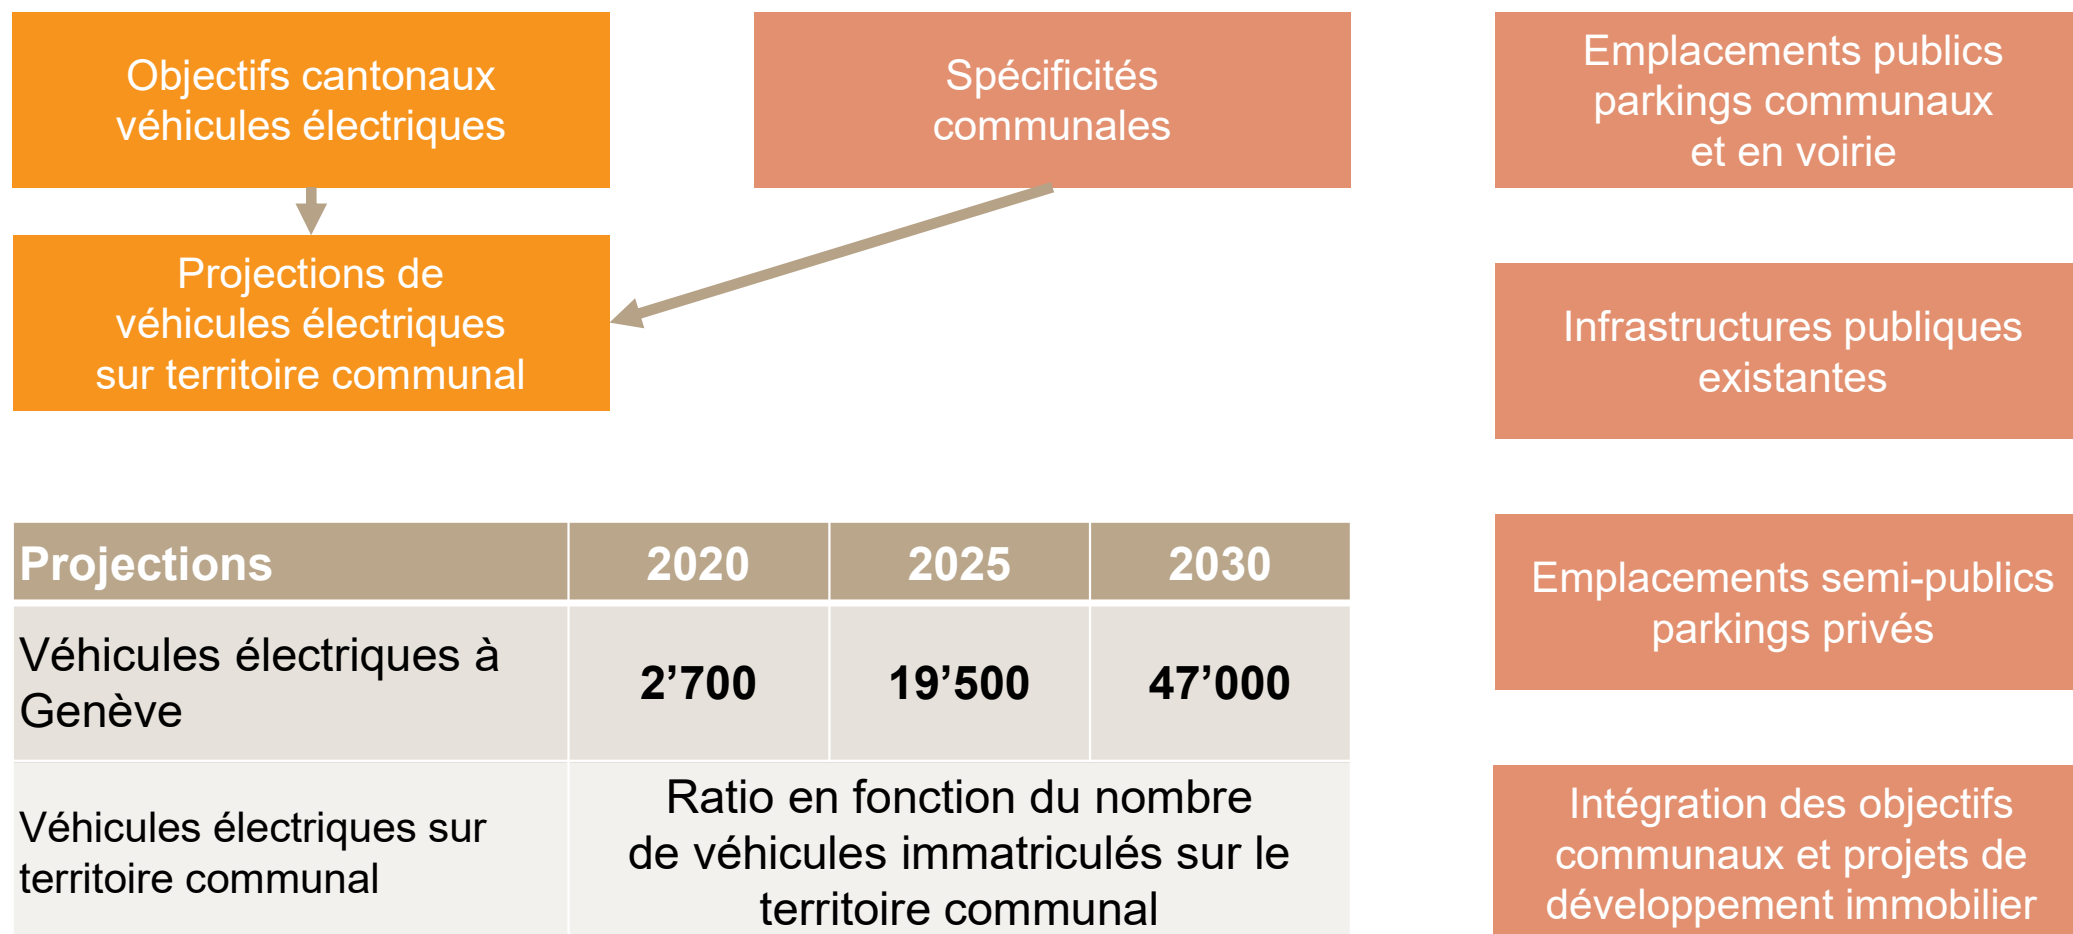 Objectifs cantonaux
véhicules électriques
Spécificités
communales
Emplacements publics
parkings communaux
et en voirie
Projections de
véhicules électriques
sur territoire communal
Infrastructures publiques
existantes
Emplacements semi-publics
parkings privés
Intégration des objectifs
communaux et projets de
développement immobilier
Projections 2020 2025 2030
Véhicules électriques à
Genève
2’700 19’500 47’000
Véhicules électriques sur
territoire communal
Ratio en fonction du nombre
de véhicules immatriculés sur le
territoire communal